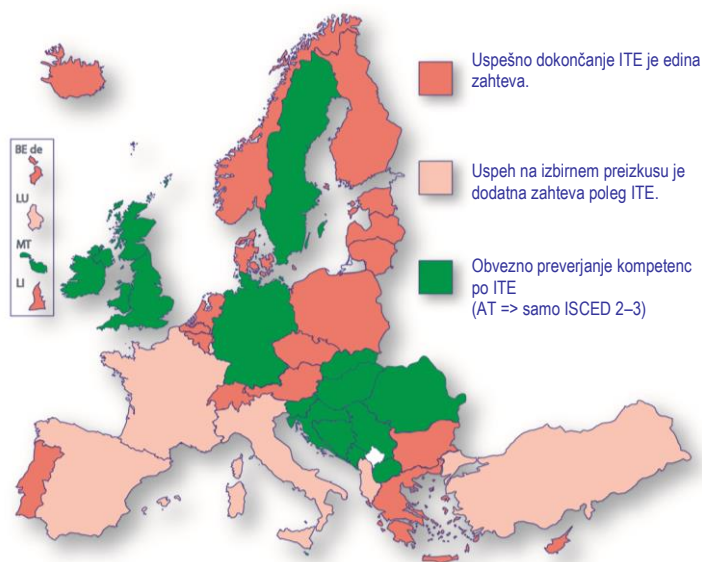 Uspešno dokončanje ITE je edina
zahteva.
BE de
LU
MT
LI
Uspeh na izbirnem preizkusu je
dodatna zahteva poleg ITE.
Obvezno preverjanje kompetenc
po ITE
(AT => samo ISCED 2–3)